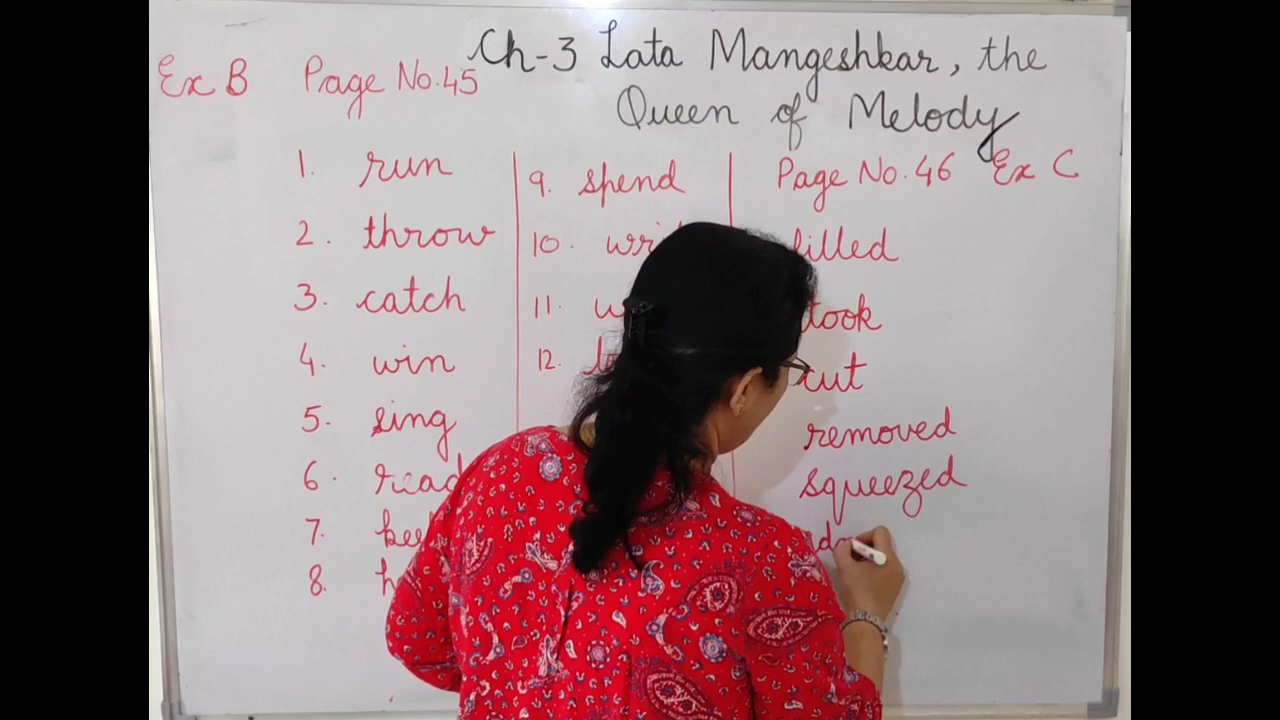 Ch-3 Lata Mangeshkar, the
Queen of Melody
Ex B Page No.45
1. run
2. throw
3. catch
4. win
5. sing
6. read
7.
8.
9. spend
10.
11.
12.
Page No.46 Ex C
filled
took
cut
removed
squeezed